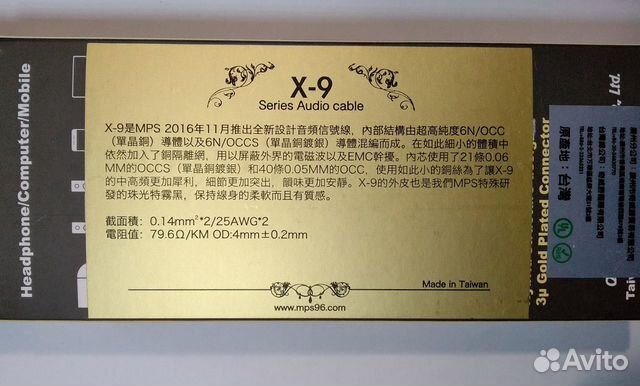 Headphone/Computer/Mobile
X-9
Series Audio cable
X-9是MPS 2016年11月推出全新設計音頻信號線，內部結構由超高純度6N/OCC
（單晶銅）導體以及6N/OCCS（單晶銅鍍銀）導體混編而成。在如此細小的體積中
依然加入了銅隔離網，用以屏蔽外界的電磁波以及EMC幹擾。內芯使用了21條0.06
MM的OCCS（單晶銅鍍銀）和40條0.05MM的OCC，使用如此小的銅絲為了讓X-9
的中高頻更加犀利，細節更加突出，韻味更加安靜。X-9的外皮也是我們MPS特殊研
發的珠光特霧黑，保持線身的柔軟而且有質感。
截面積：0.14mm²*2/25AWG*2
電阻值：79.6Ω/KM OD:4mm±0.2mm
Made in Taiwan
www.mps96.com
3μ Gold Plated Connector
原產地：台灣
Ltd.
Avito